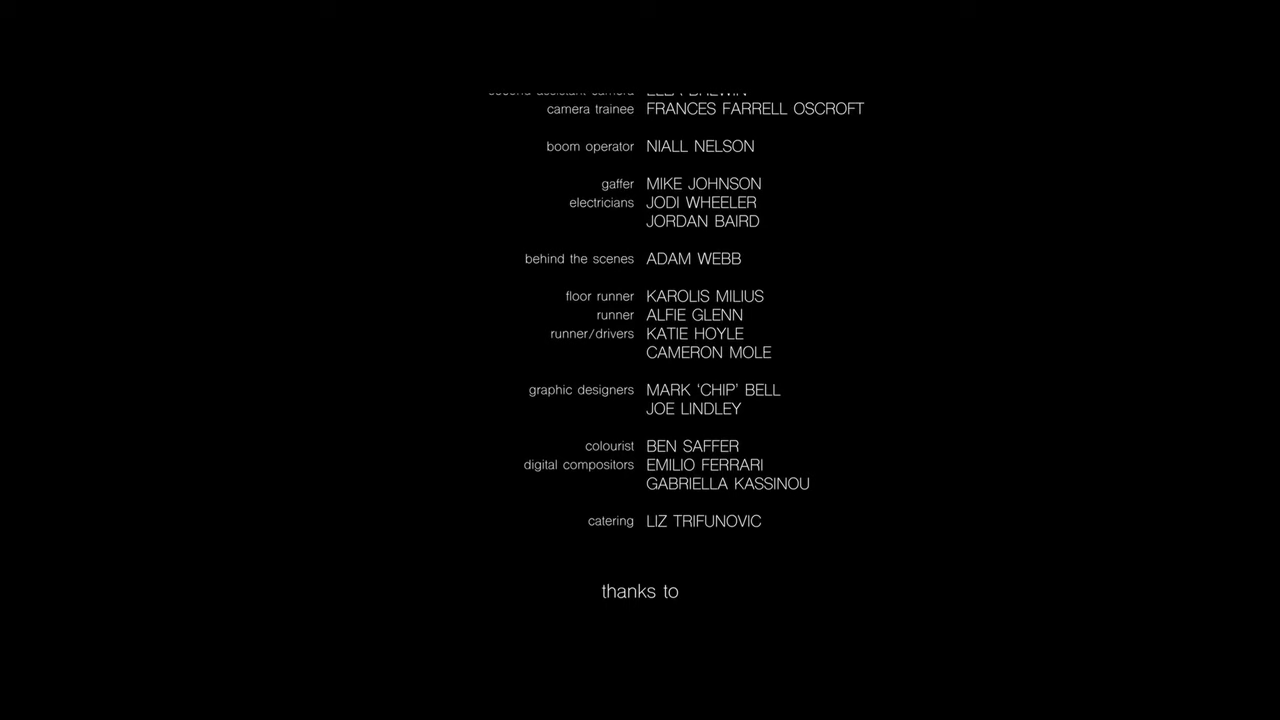 camera trainee FRANCES FARRELL OSCROFT
boom operator NIALL NELSON
gaffer MIKE JOHNSON
electricians JODI WHEELER
JORDAN BAIRD
behind the scenes ADAM WEBB
floor runner KAROLIS MILIUS
runner ALFIE GLENN
runner/drivers KATIE HOYLE
CAMERON MOLE
graphic designers MARK ‘CHIP’ BELL
JOE LINDLEY
colourist BEN SAFFER
digital compositors EMILIO FERRARI
GABRIELLA KASSINOU
catering LIZ TRIFUNOVIC
thanks to